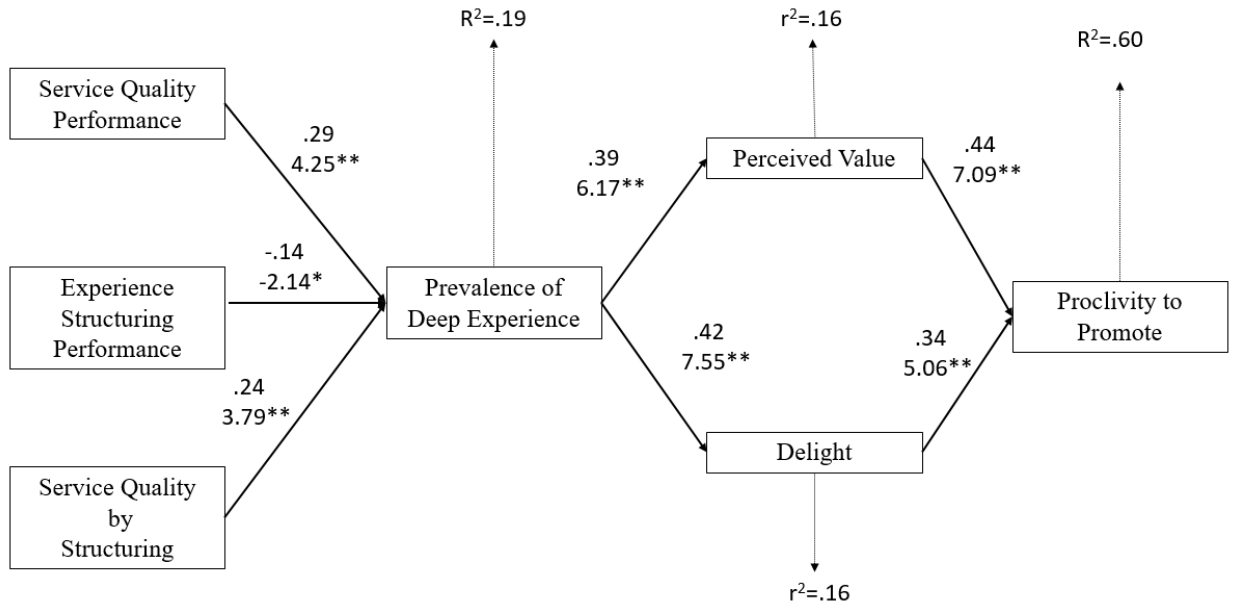 R²=.19
r²=.16
R²=.60
Service Quality
Performance
.29
4.25**
.39
6.17**
Perceived Value
.44
7.09**
Experience
Structuring
Performance
-.14
-2.14*
Prevalence of
Deep Experience
Proclivity to
Promote
.24
3.79**
.42
7.55**
.34
5.06**
Delight
Service Quality
by
Structuring
r²=.16